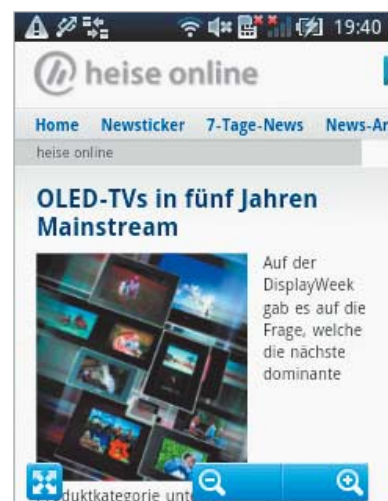 19:40
heise online
Home Newsticker 7-Tage-News News-Ar
heise online
OLED-TVs in fünf Jahren
Mainstream
Auf der
DisplayWeek
gab es auf die
Frage, welche
die nächste
dominante
duktkategorie unt